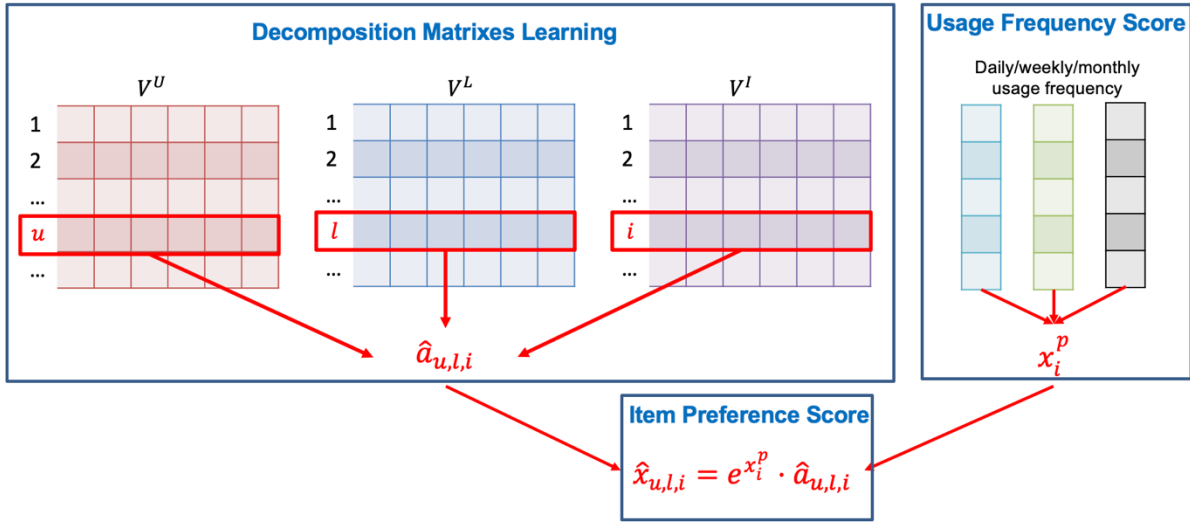 Decomposition Matrixes Learning
V^U
1
2
...
u
...
V^L
1
2
...
l
...
V^I
1
2
...
i
...
â_{u,l,i}
Usage Frequency Score
Daily/weekly/monthly
usage frequency
x_i^p
Item Preference Score
x̂_{u,l,i} = e^{x_i^p} · â_{u,l,i}